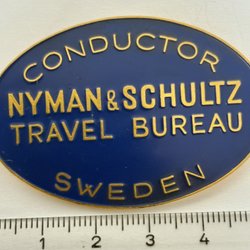 CONDUCTOR
NYMAN & SCHULTZ
TRAVEL BUREAU
SWEDEN
1 2 3 4